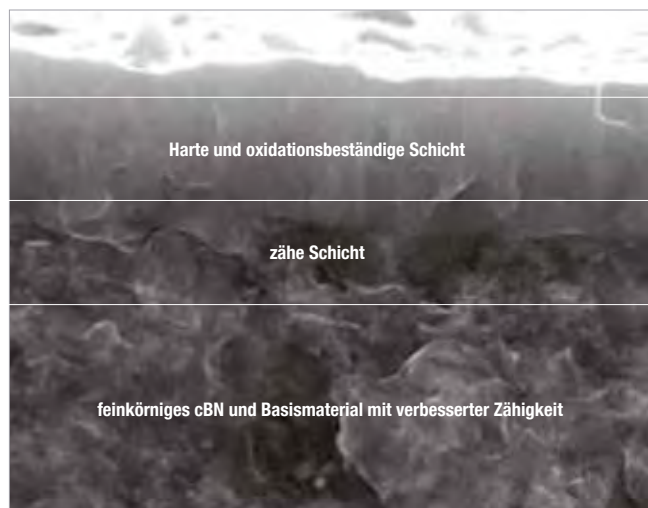 Harte und oxidationsbeständige Schicht
zähe Schicht
feinkörniges cBN und Basismaterial mit verbesserter Zähigkeit